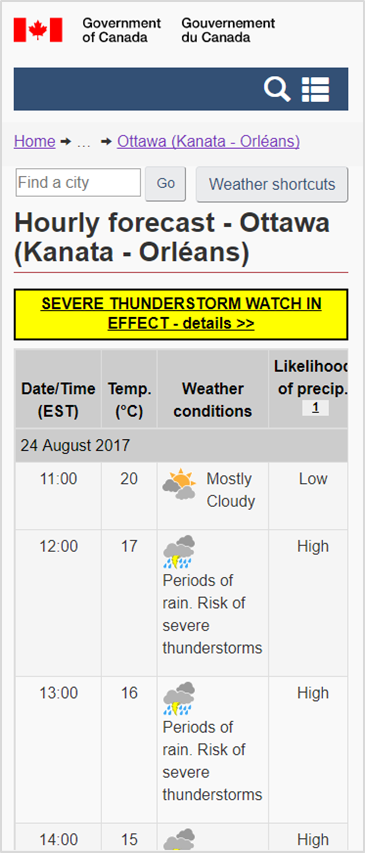 Government Gouvernement
of Canada du Canada
Home ➔ ... ➔ Ottawa (Kanata - Orléans)
Find a city Go Weather shortcuts
Hourly forecast - Ottawa
(Kanata - Orléans)
SEVERE THUNDERSTORM WATCH IN
EFFECT - details >>
Likelihood
Date/Time Temp. Weather of precip.
(EST) (°C) conditions 1
24 August 2017
11:00 20 Mostly Low
Cloudy
12:00 17 High
Periods of
rain. Risk of
severe
thunderstorms
13:00 16 High
Periods of
rain. Risk of
severe
thunderstorms
14:00 15 High